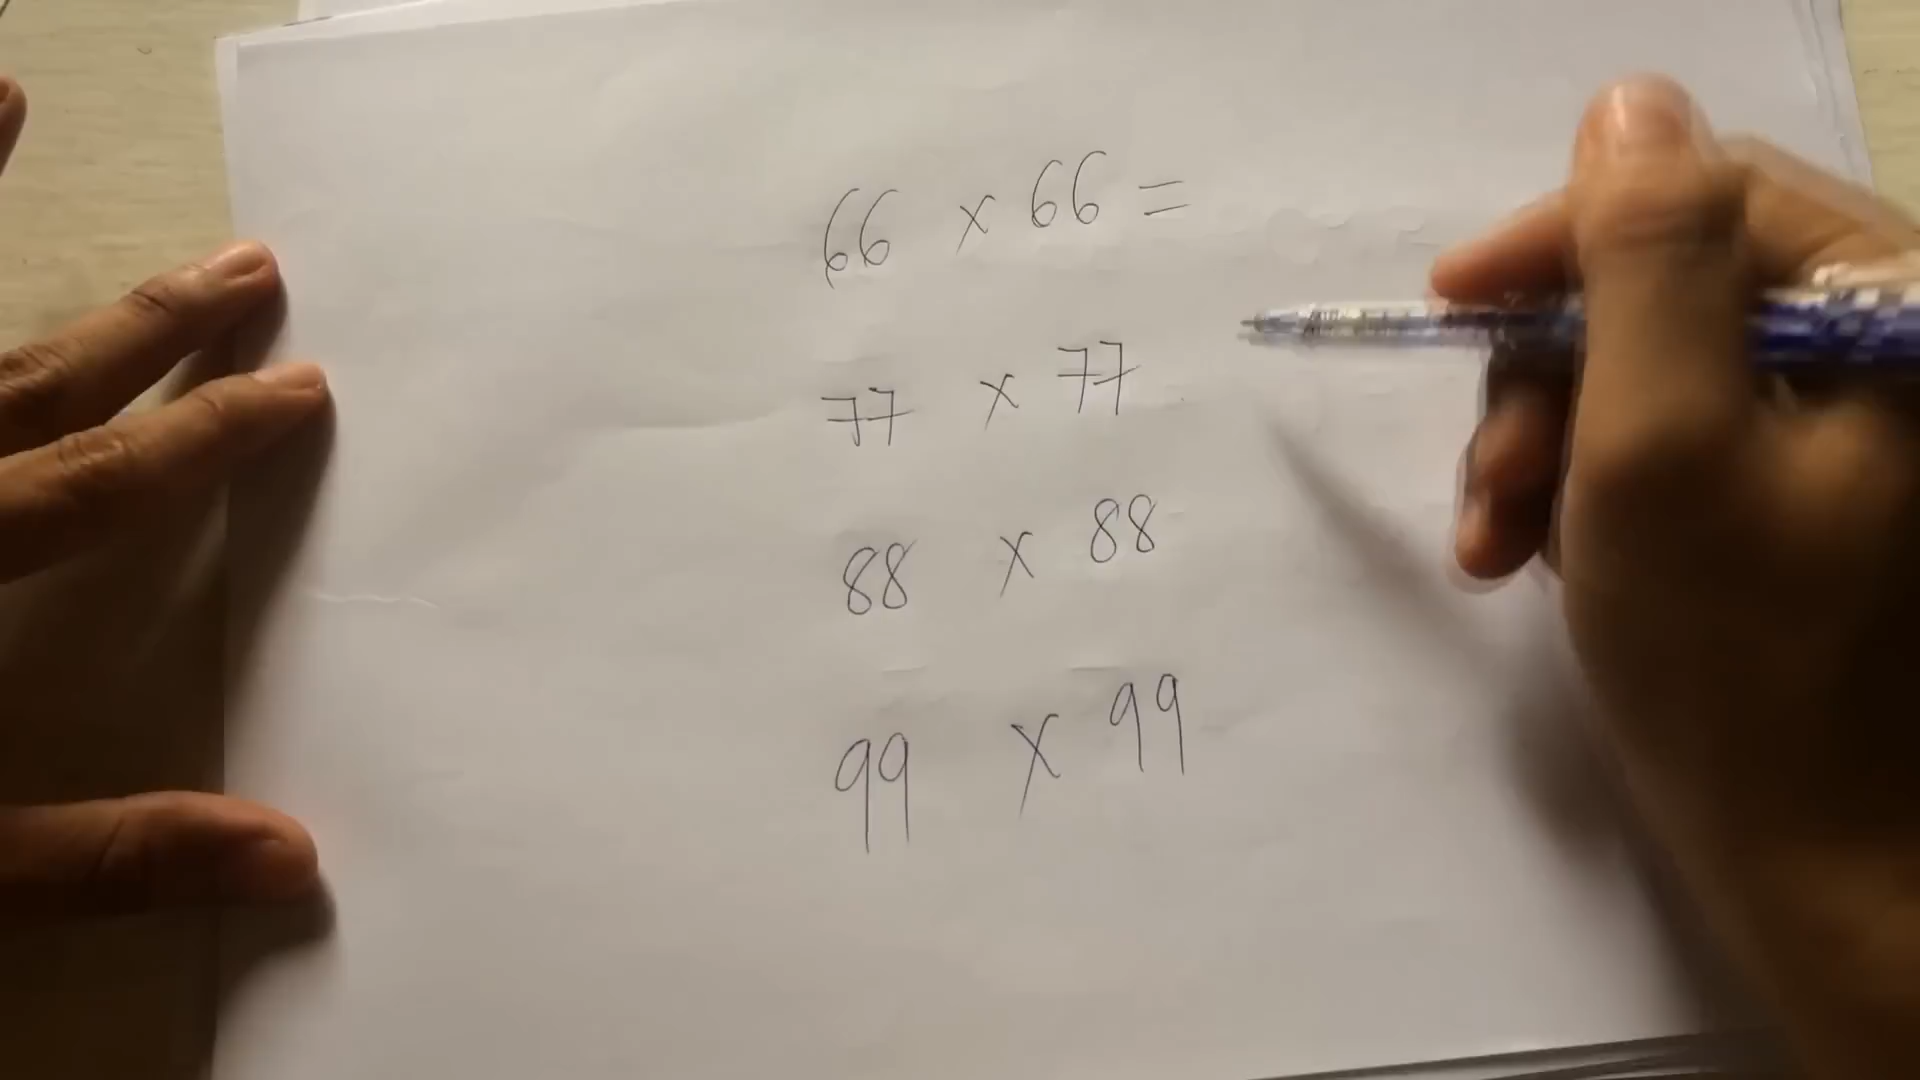 66 x 66 =
77 x 77
88 x 88
99 x 99